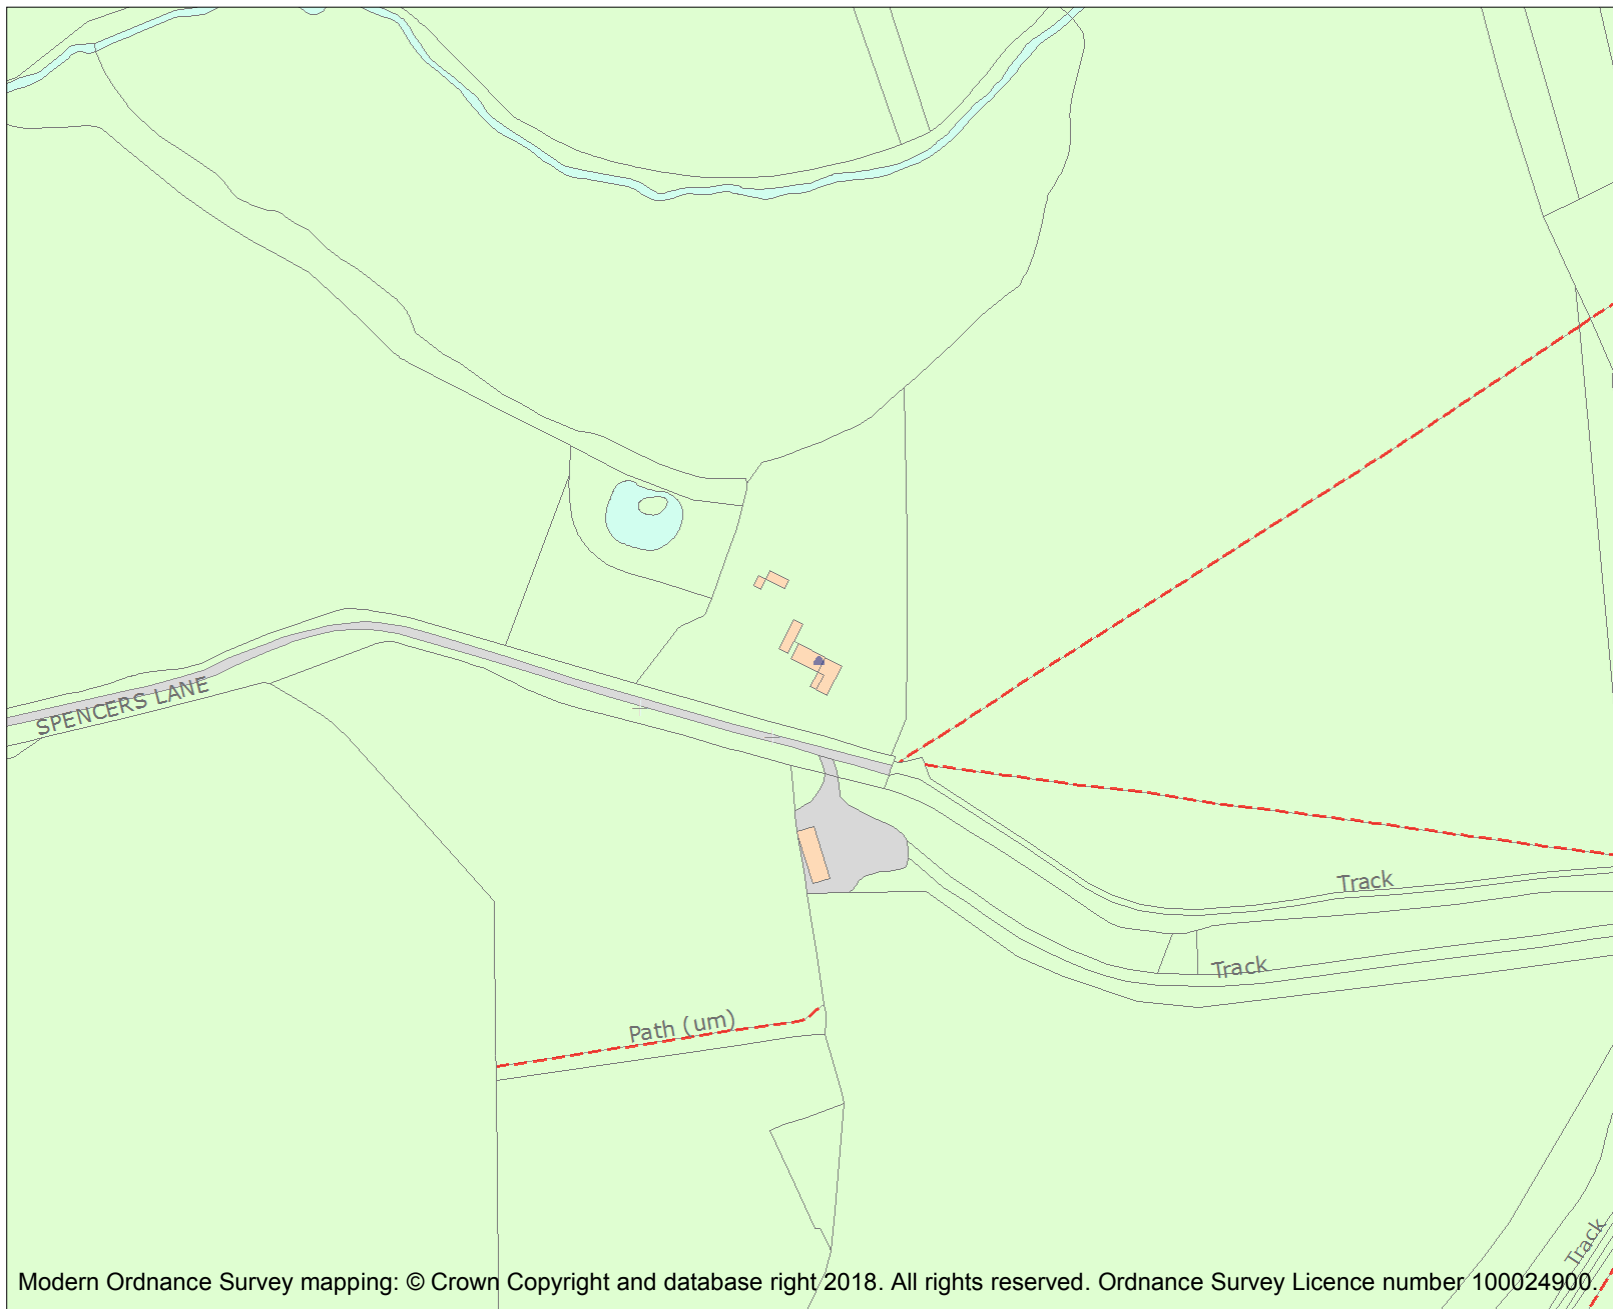 SPENCERS LANE
Track
Track
Path (um)
Track
Modern Ordnance Survey mapping: © Crown Copyright and database right 2018. All rights reserved. Ordnance Survey Licence number 100024900.